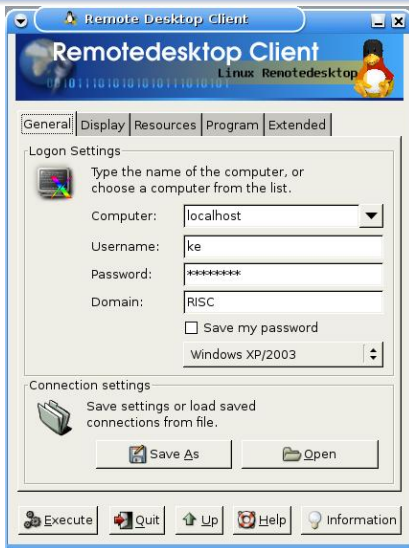 Remote Desktop Client
Remotedesktop Client
Linux Remotedesktop
General Display Resources Program Extended
Logon Settings
Type the name of the computer, or
choose a computer from the list.
Computer: localhost
Username: ke
Password: ********
Domain: RISC
Save my password
Windows XP/2003
Connection settings
Save settings or load saved
connections from file.
Save As Open
Execute Quit Up Help Information